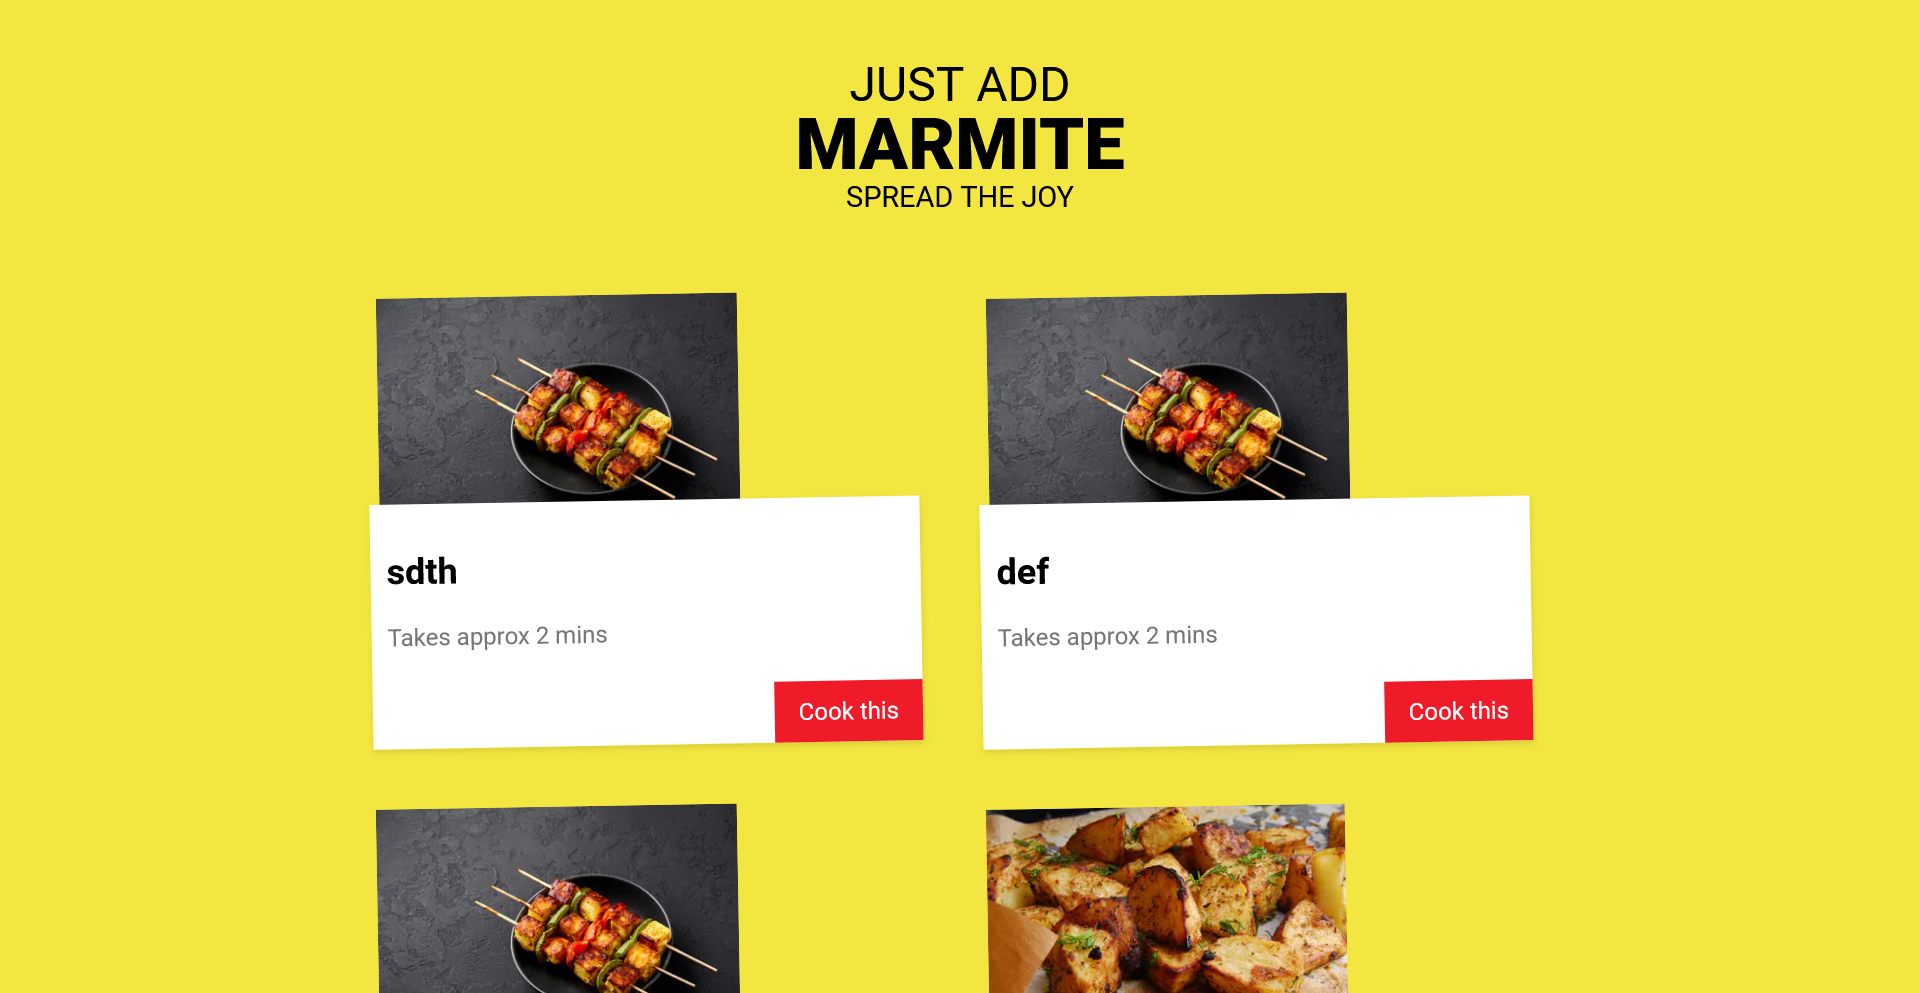 JUST ADD
MARMITE
SPREAD THE JOY
sdth
Takes approx 2 mins
Cook this
def
Takes approx 2 mins
Cook this